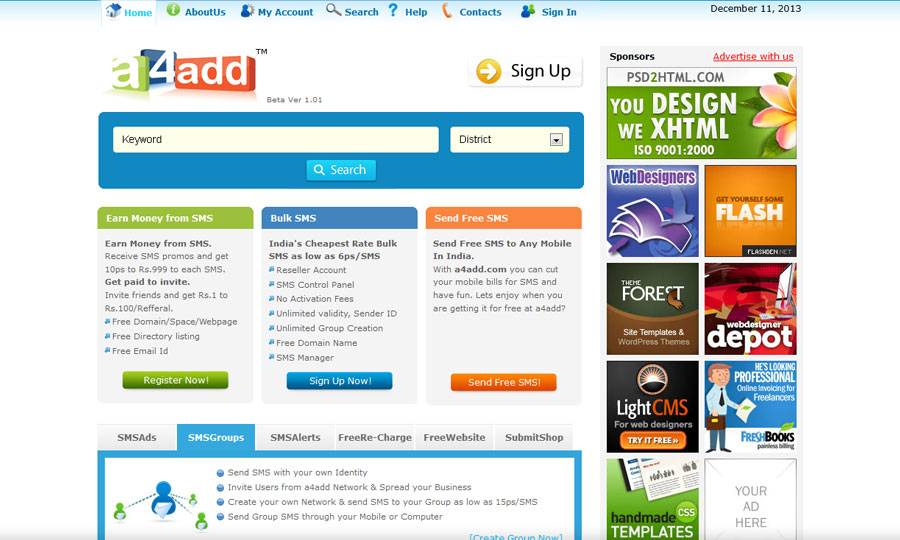 Home
AboutUs
My Account
Search
Help
Contacts
Sign In
December 11, 2013
a4add™
Beta Ver 1.01
Sign Up
Keyword
District
Search
Earn Money from SMS
Earn Money from SMS.
Receive SMS promos and get
10ps to Rs.999 to each SMS.
Get paid to invite.
Invite friends and get Rs.1 to
Rs.100/Refferal.
Free Domain/Space/Webpage
Free Directory listing
Free Email Id
Register Now!
Bulk SMS
India's Cheapest Rate Bulk
SMS as low as 6ps/SMS
Reseller Account
SMS Control Panel
No Activation Fees
Unlimited validity, Sender ID
Unlimited Group Creation
Free Domain Name
SMS Manager
Sign Up Now!
Send Free SMS
Send Free SMS to Any Mobile
In India.
With a4add.com you can cut
your mobile bills for SMS and
have fun. Lets enjoy when you
are getting it for free at a4add?
Send Free SMS!
SMSAds
SMSGroups
SMSAlerts
FreeRe-Charge
FreeWebsite
SubmitShop
Send SMS with your own Identity
Invite Users from a4add Network & Spread your Business
Create your own Network & send SMS to your Group as low as 15ps/SMS
Send Group SMS through your Mobile or Computer
[Create Group Now]
Sponsors
Advertise with us
PSD2HTML.COM
YOU DESIGN
WE XHTML
ISO 9001:2000
WebDesigners
GET YOURSELF SOME
FLASH
FLASHDEN.NET
THEME
FOREST
Site Templates &
WordPress Themes
webdesigner
depot
LightCMS
For web designers
TRY IT FREE »
HE'S LOOKING
PROFESSIONAL
Online Invoicing for
Freelancers
FRESHBOOKS
painless billing
handmade
CSS
TEMPLATES
YOUR
AD
HERE